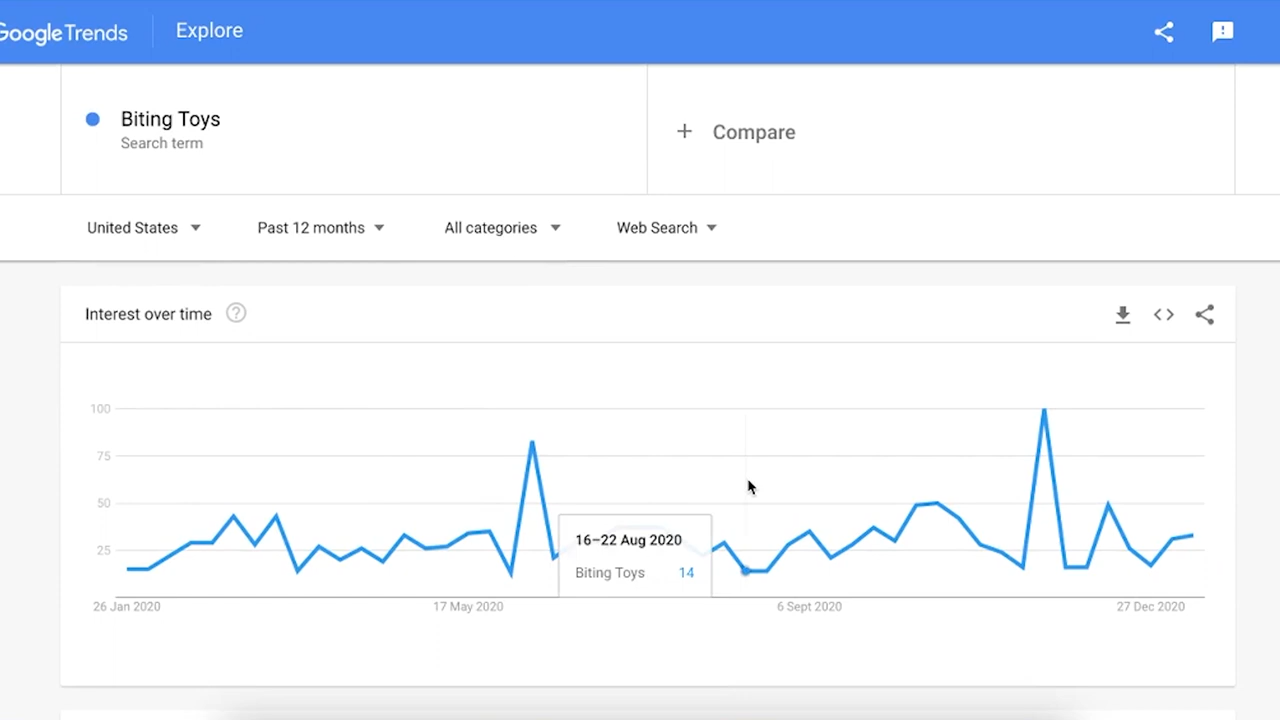 GoogleTrends Explore
Biting Toys
Search term
+ Compare
United States Past 12 months All categories Web Search
Interest over time ?
100
75
50
25
16–22 Aug 2020
Biting Toys 14
26 Jan 2020 17 May 2020 6 Sept 2020 27 Dec 2020